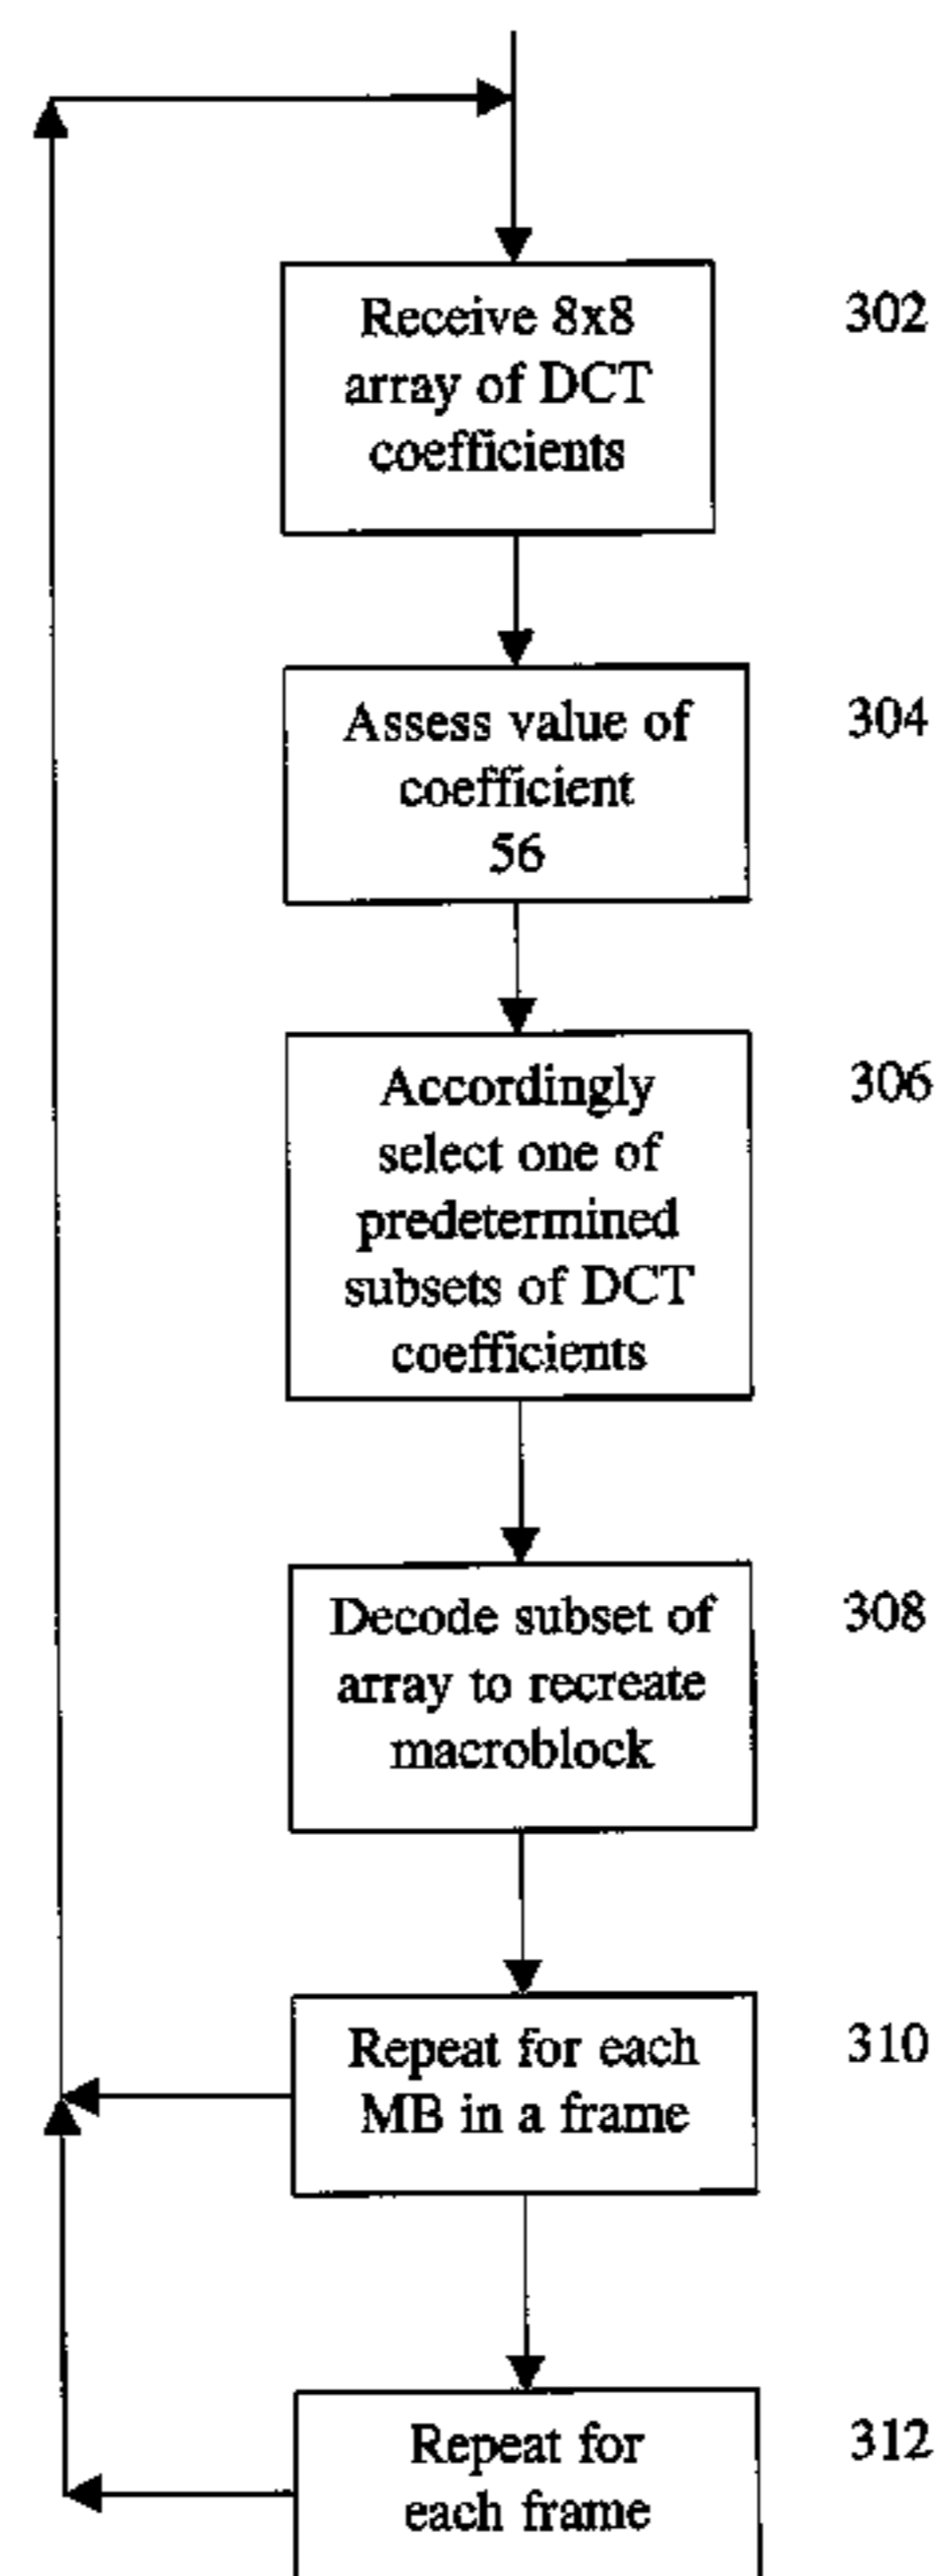 Receive 8x8
array of DCT
coefficients
302
Assess value of
coefficient
56
304
Accordingly
select one of
predetermined
subsets of DCT
coefficients
306
Decode subset of
array to recreate
macroblock
308
Repeat for each
MB in a frame
310
Repeat for
each frame
312